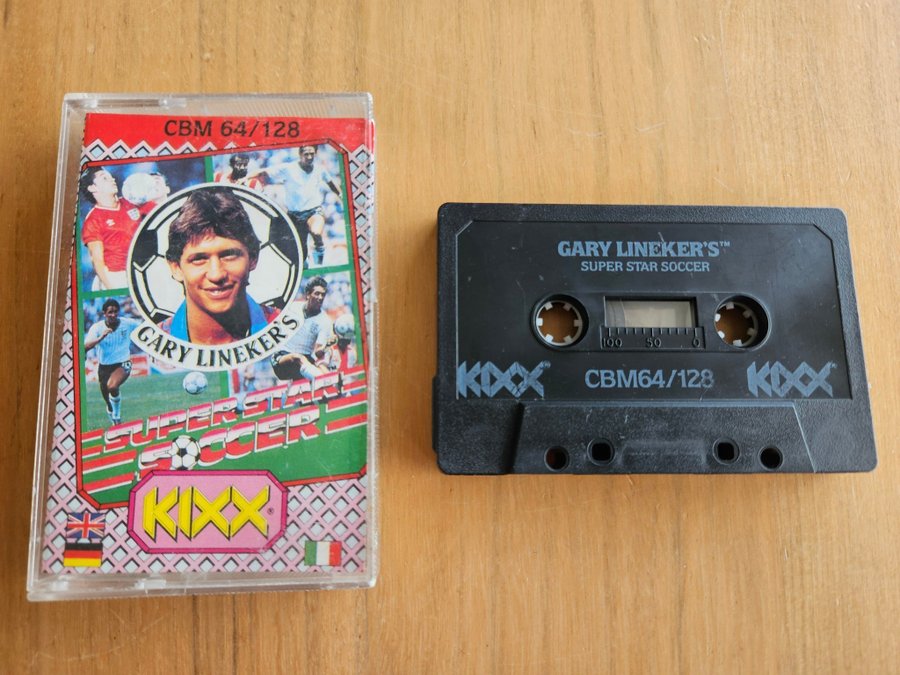 CBM 64/128
GARY LINEKER'S
SUPER STAR
SOCCER
KIXX®
GARY LINEKER'S™
SUPER STAR SOCCER
100 50 0
KIXX CBM64/128 KIXX